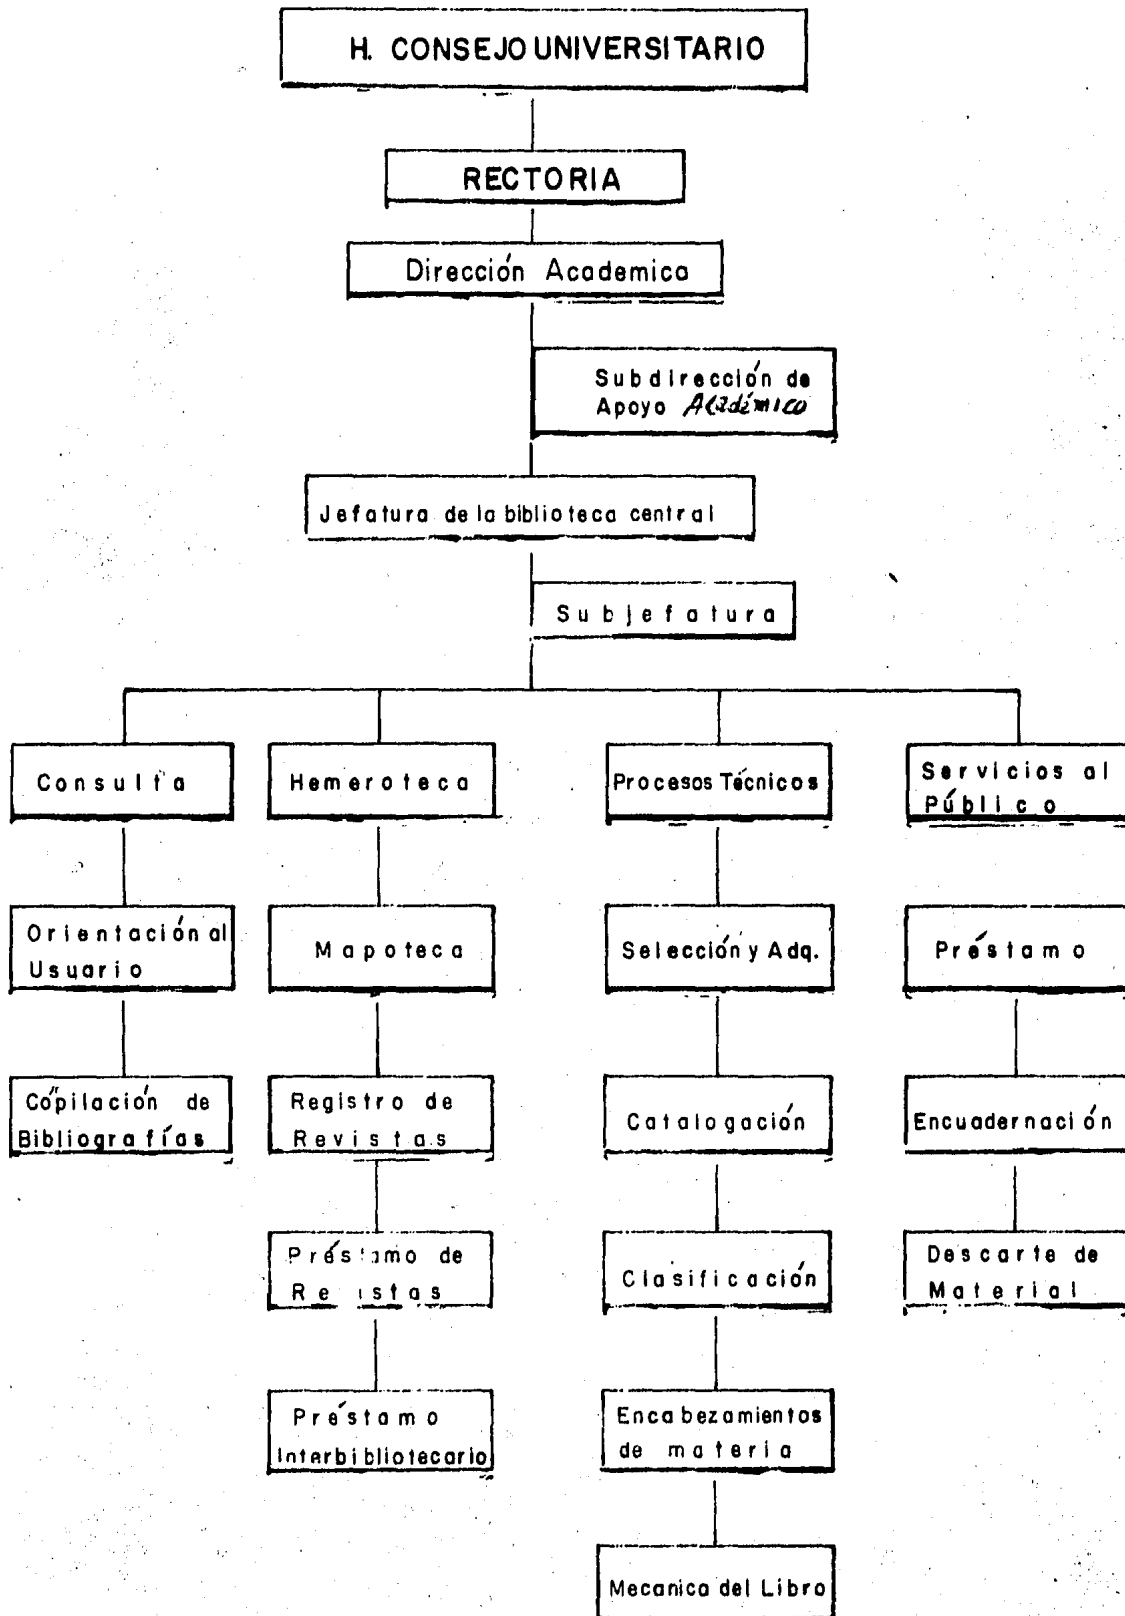 H. CONSEJO UNIVERSITARIO
RECTORIA
Dirección Academica
Subdirección de
Apoyo Académico
Jefatura de la biblioteca central
Subjefatura
Consulta
Hemeroteca
Procesos Técnicos
Servicios al
Público
Orientación al
Usuario
Mapoteca
Selección y Adq.
Préstamo
Copilación de
Bibliografías
Registro de
Revistas
Catalogación
Encuadernación
Préstamo de
Re istas
Clasificación
Descarte de
Material
Préstamo
Interbibliotecario
Encabezamientos
de materia
Mecanica del Libro